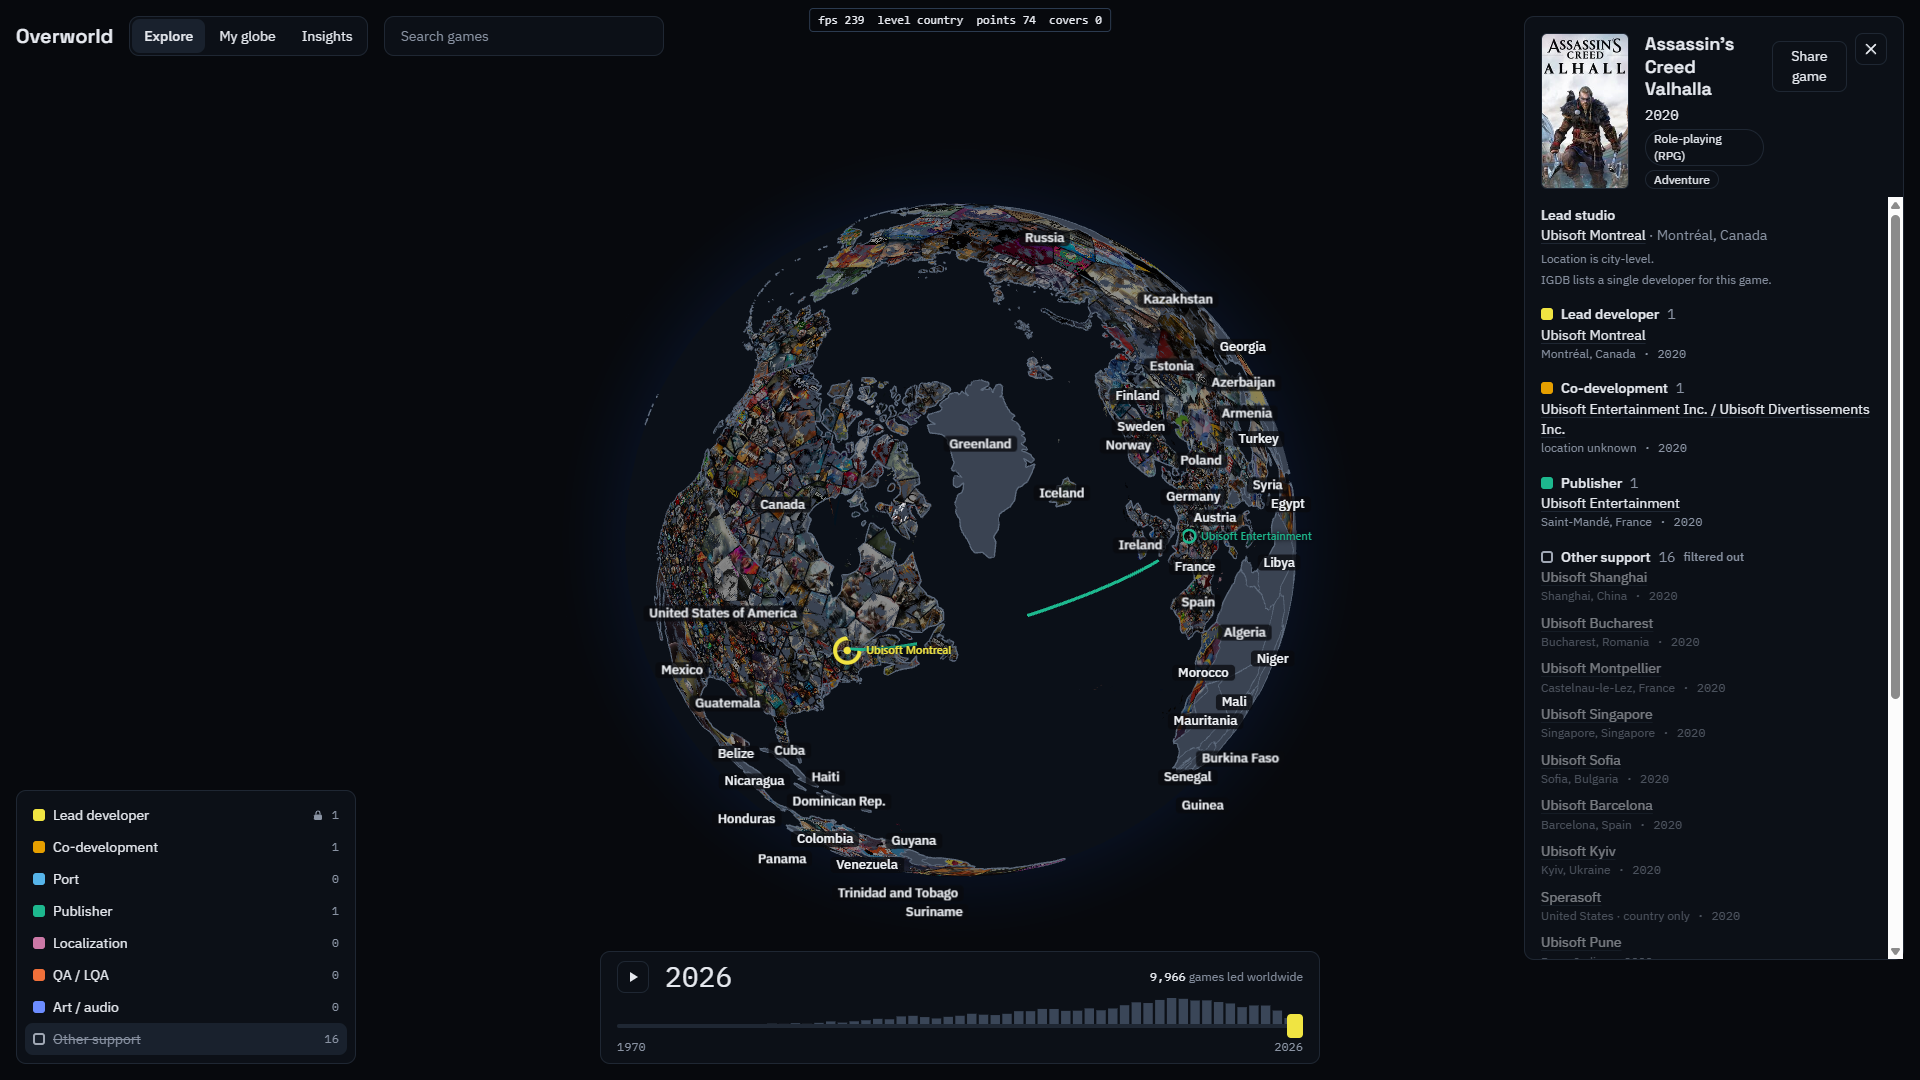 Overworld
Explore
My globe
Insights
Search games
fps 239 level country points 74 covers 0
ASSASSIN'S
CREED
ALHALL
Assassin's
Creed
Valhalla
2020
Role-playing
(RPG)
Adventure
Share
game
Lead studio
Ubisoft Montreal · Montréal, Canada
Location is city-level.
IGDB lists a single developer for this game.
Lead developer 1
Ubisoft Montreal
Montréal, Canada · 2020
Co-development 1
Ubisoft Entertainment Inc. / Ubisoft Divertissements
Inc.
location unknown · 2020
Publisher 1
Ubisoft Entertainment
Saint-Mandé, France · 2020
Other support 16 filtered out
Ubisoft Shanghai
Shanghai, China · 2020
Ubisoft Bucharest
Bucharest, Romania · 2020
Ubisoft Montpellier
Castelnau-le-Lez, France · 2020
Ubisoft Singapore
Singapore, Singapore · 2020
Ubisoft Sofia
Sofia, Bulgaria · 2020
Ubisoft Barcelona
Barcelona, Spain · 2020
Ubisoft Kyiv
Kyiv, Ukraine · 2020
Sperasoft
United States · country only · 2020
Ubisoft Pune
Russia
Kazakhstan
Georgia
Estonia
Azerbaijan
Finland
Armenia
Sweden
Turkey
Norway
Greenland
Poland
Syria
Iceland
Germany
Egypt
Canada
Austria
Ubisoft Entertainment
Ireland
Libya
France
Spain
United States of America
Algeria
Ubisoft Montreal
Niger
Mexico
Morocco
Guatemala
Mali
Mauritania
Belize
Cuba
Burkina Faso
Nicaragua
Haiti
Senegal
Dominican Rep.
Guinea
Honduras
Colombia
Guyana
Panama
Venezuela
Trinidad and Tobago
Suriname
Lead developer 1
Co-development 1
Port 0
Publisher 1
Localization 0
QA / LQA 0
Art / audio 0
Other support 16
2026
9,966 games led worldwide
1970
2026